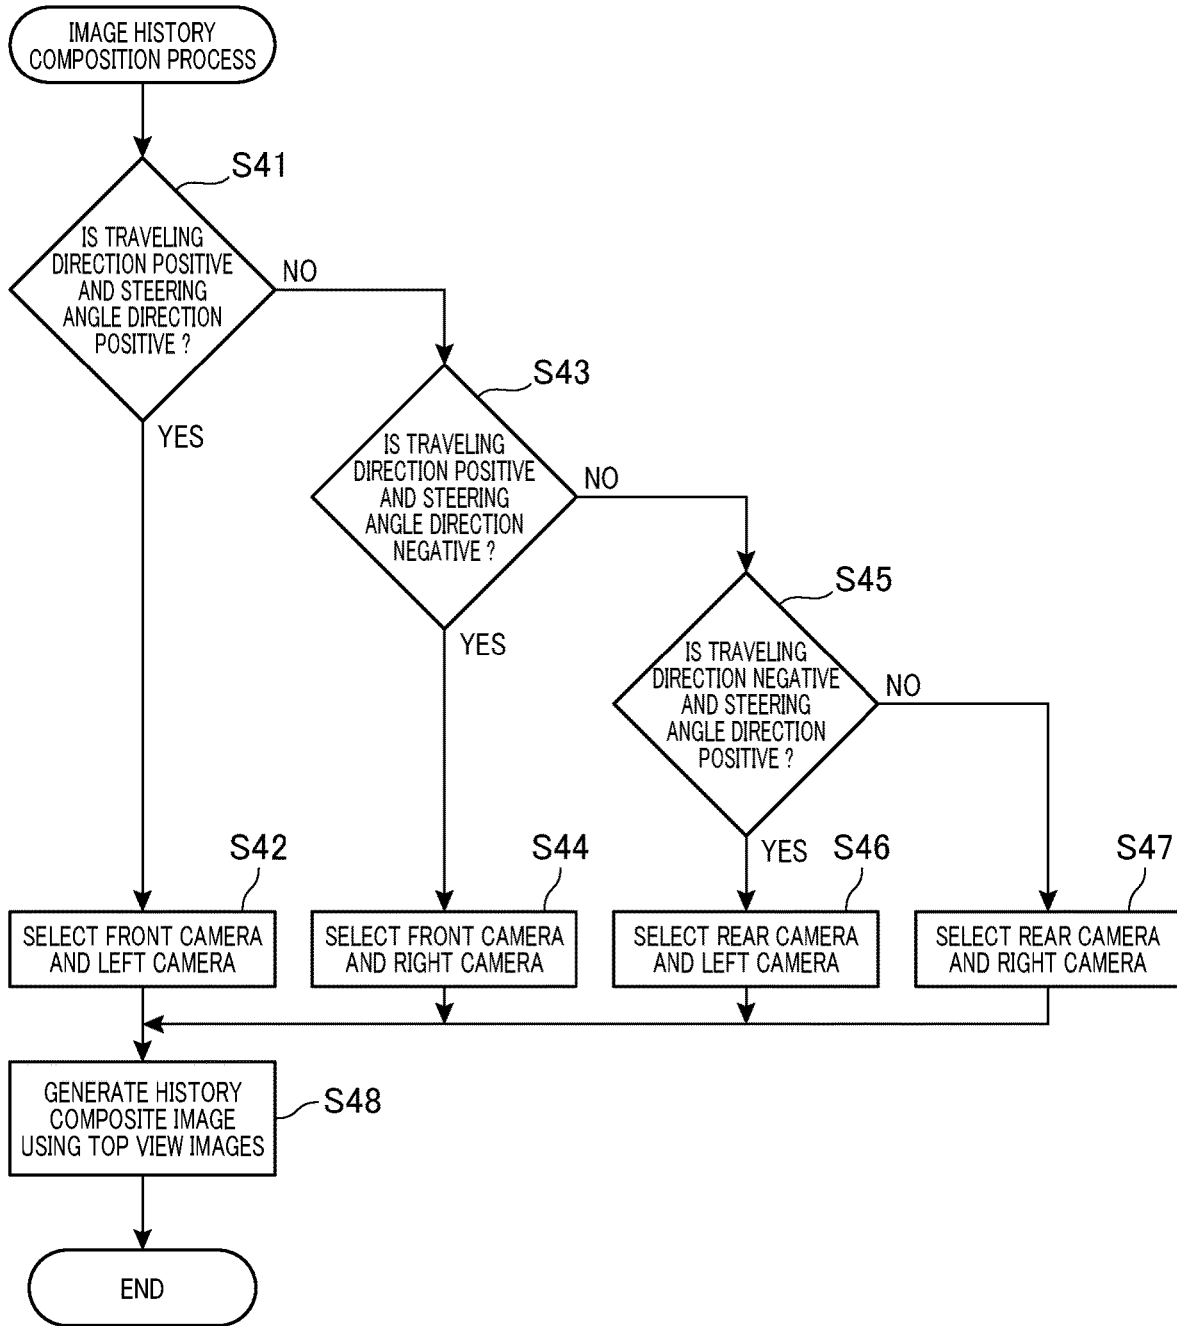 IMAGE HISTORY
COMPOSITION PROCESS
S41
IS TRAVELING
DIRECTION POSITIVE
AND STEERING
ANGLE DIRECTION
POSITIVE ?
NO
YES
S43
IS TRAVELING
DIRECTION POSITIVE
AND STEERING
ANGLE DIRECTION
NEGATIVE ?
NO
YES
S45
IS TRAVELING
DIRECTION NEGATIVE
AND STEERING
ANGLE DIRECTION
POSITIVE ?
NO
YES
S42
SELECT FRONT CAMERA
AND LEFT CAMERA
S44
SELECT FRONT CAMERA
AND RIGHT CAMERA
S46
SELECT REAR CAMERA
AND LEFT CAMERA
S47
SELECT REAR CAMERA
AND RIGHT CAMERA
GENERATE HISTORY
COMPOSITE IMAGE
USING TOP VIEW IMAGES
S48
END